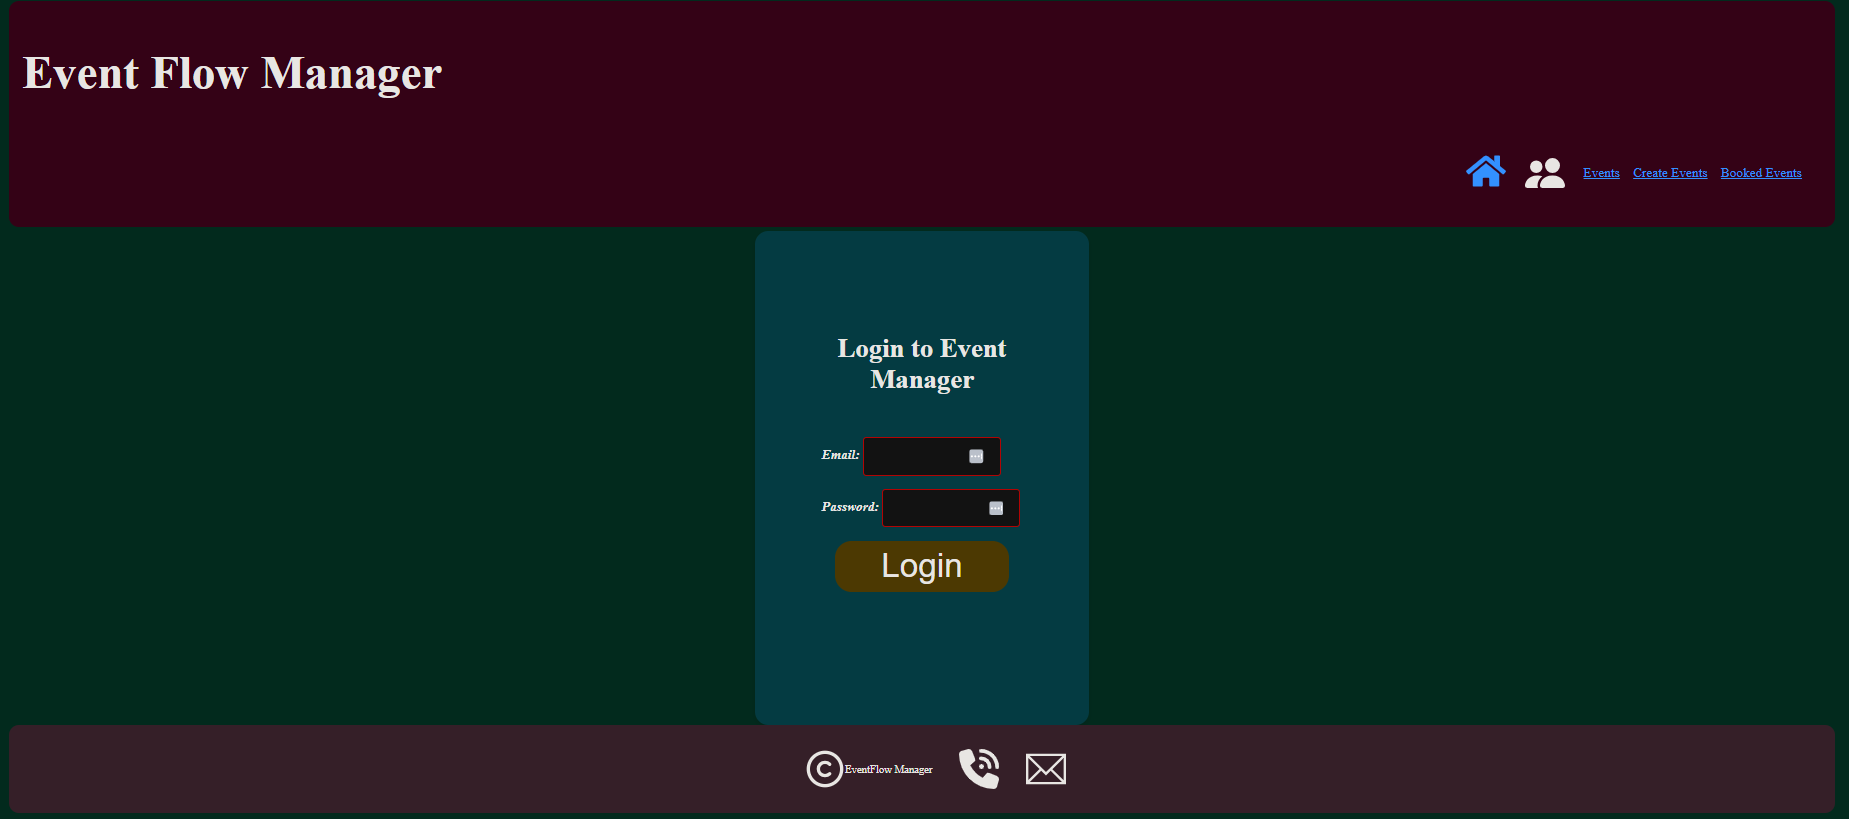 Event Flow Manager
Events Create Events Booked Events
Login to Event
Manager
Email:
Password:
Login
© EventFlow Manager